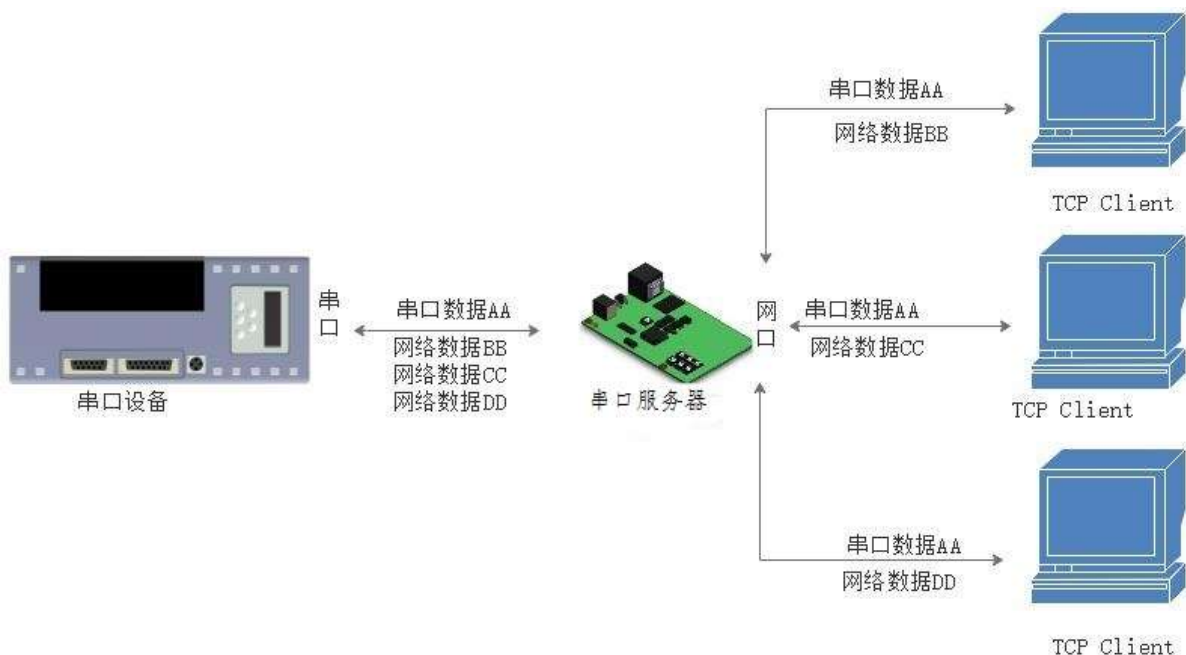 串口数据AA
网络数据BB
TCP Client
串口
串口数据AA
网络数据BB
网络数据CC
网络数据DD
串口设备
串口服务器
网口
串口数据AA
网络数据CC
TCP Client
串口数据AA
网络数据DD
TCP Client